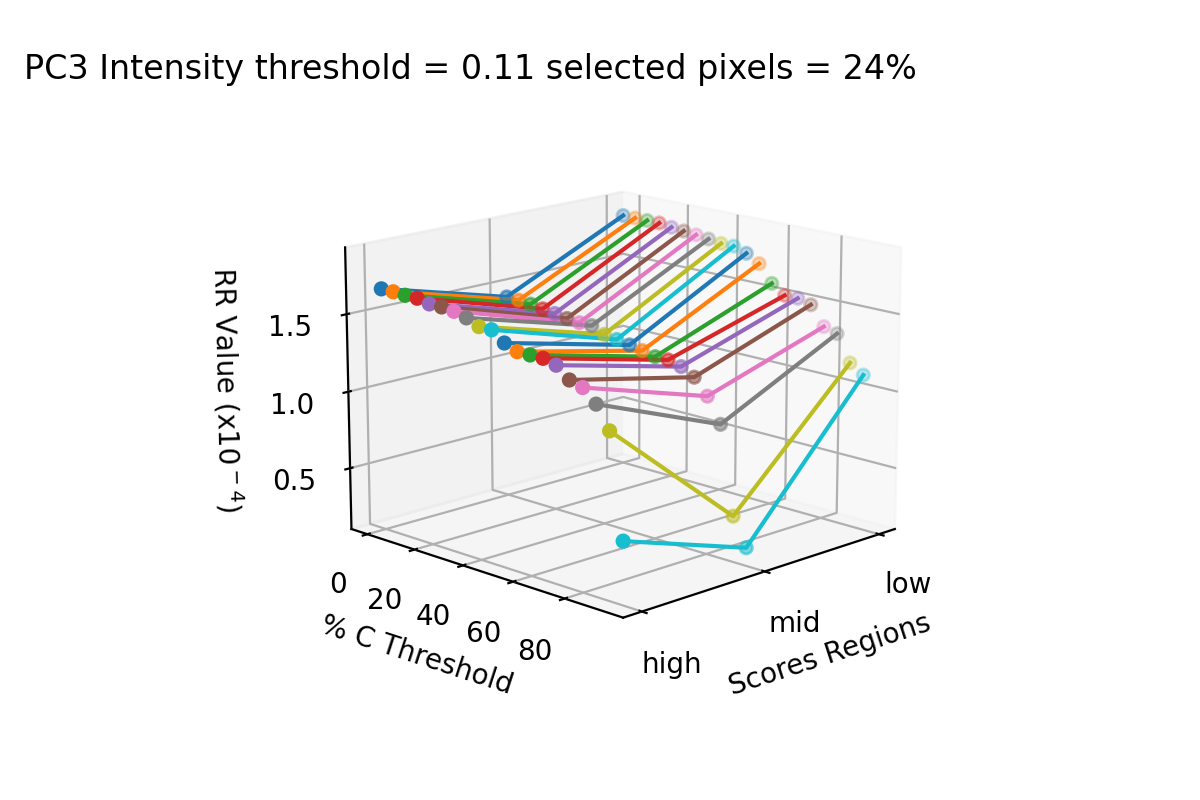 PC3 Intensity threshold = 0.11 selected pixels = 24%
RR Value (x10⁻⁴)
1.5
1.0
0.5
0
20
40
60
80
% C Threshold
high
mid
low
Scores Regions